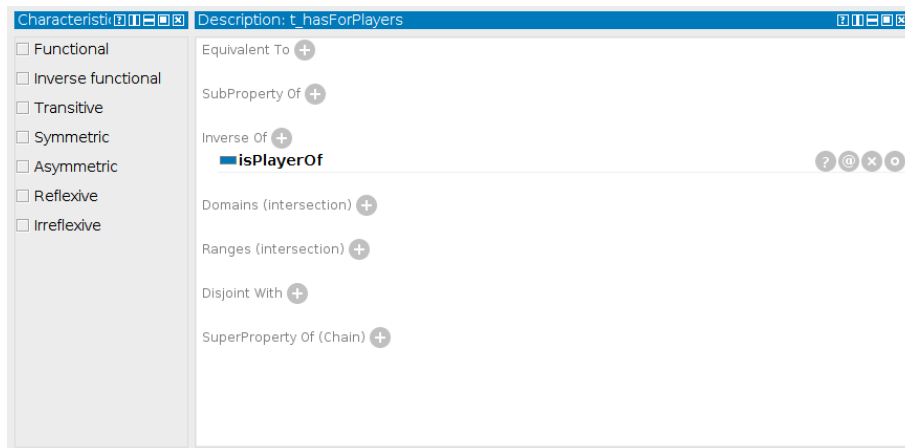 Characteristi
Functional
Inverse functional
Transitive
Symmetric
Asymmetric
Reflexive
Irreflexive
Description: t_hasForPlayers
Equivalent To
SubProperty Of
Inverse Of
isPlayerOf
Domains (intersection)
Ranges (intersection)
Disjoint With
SuperProperty Of (Chain)